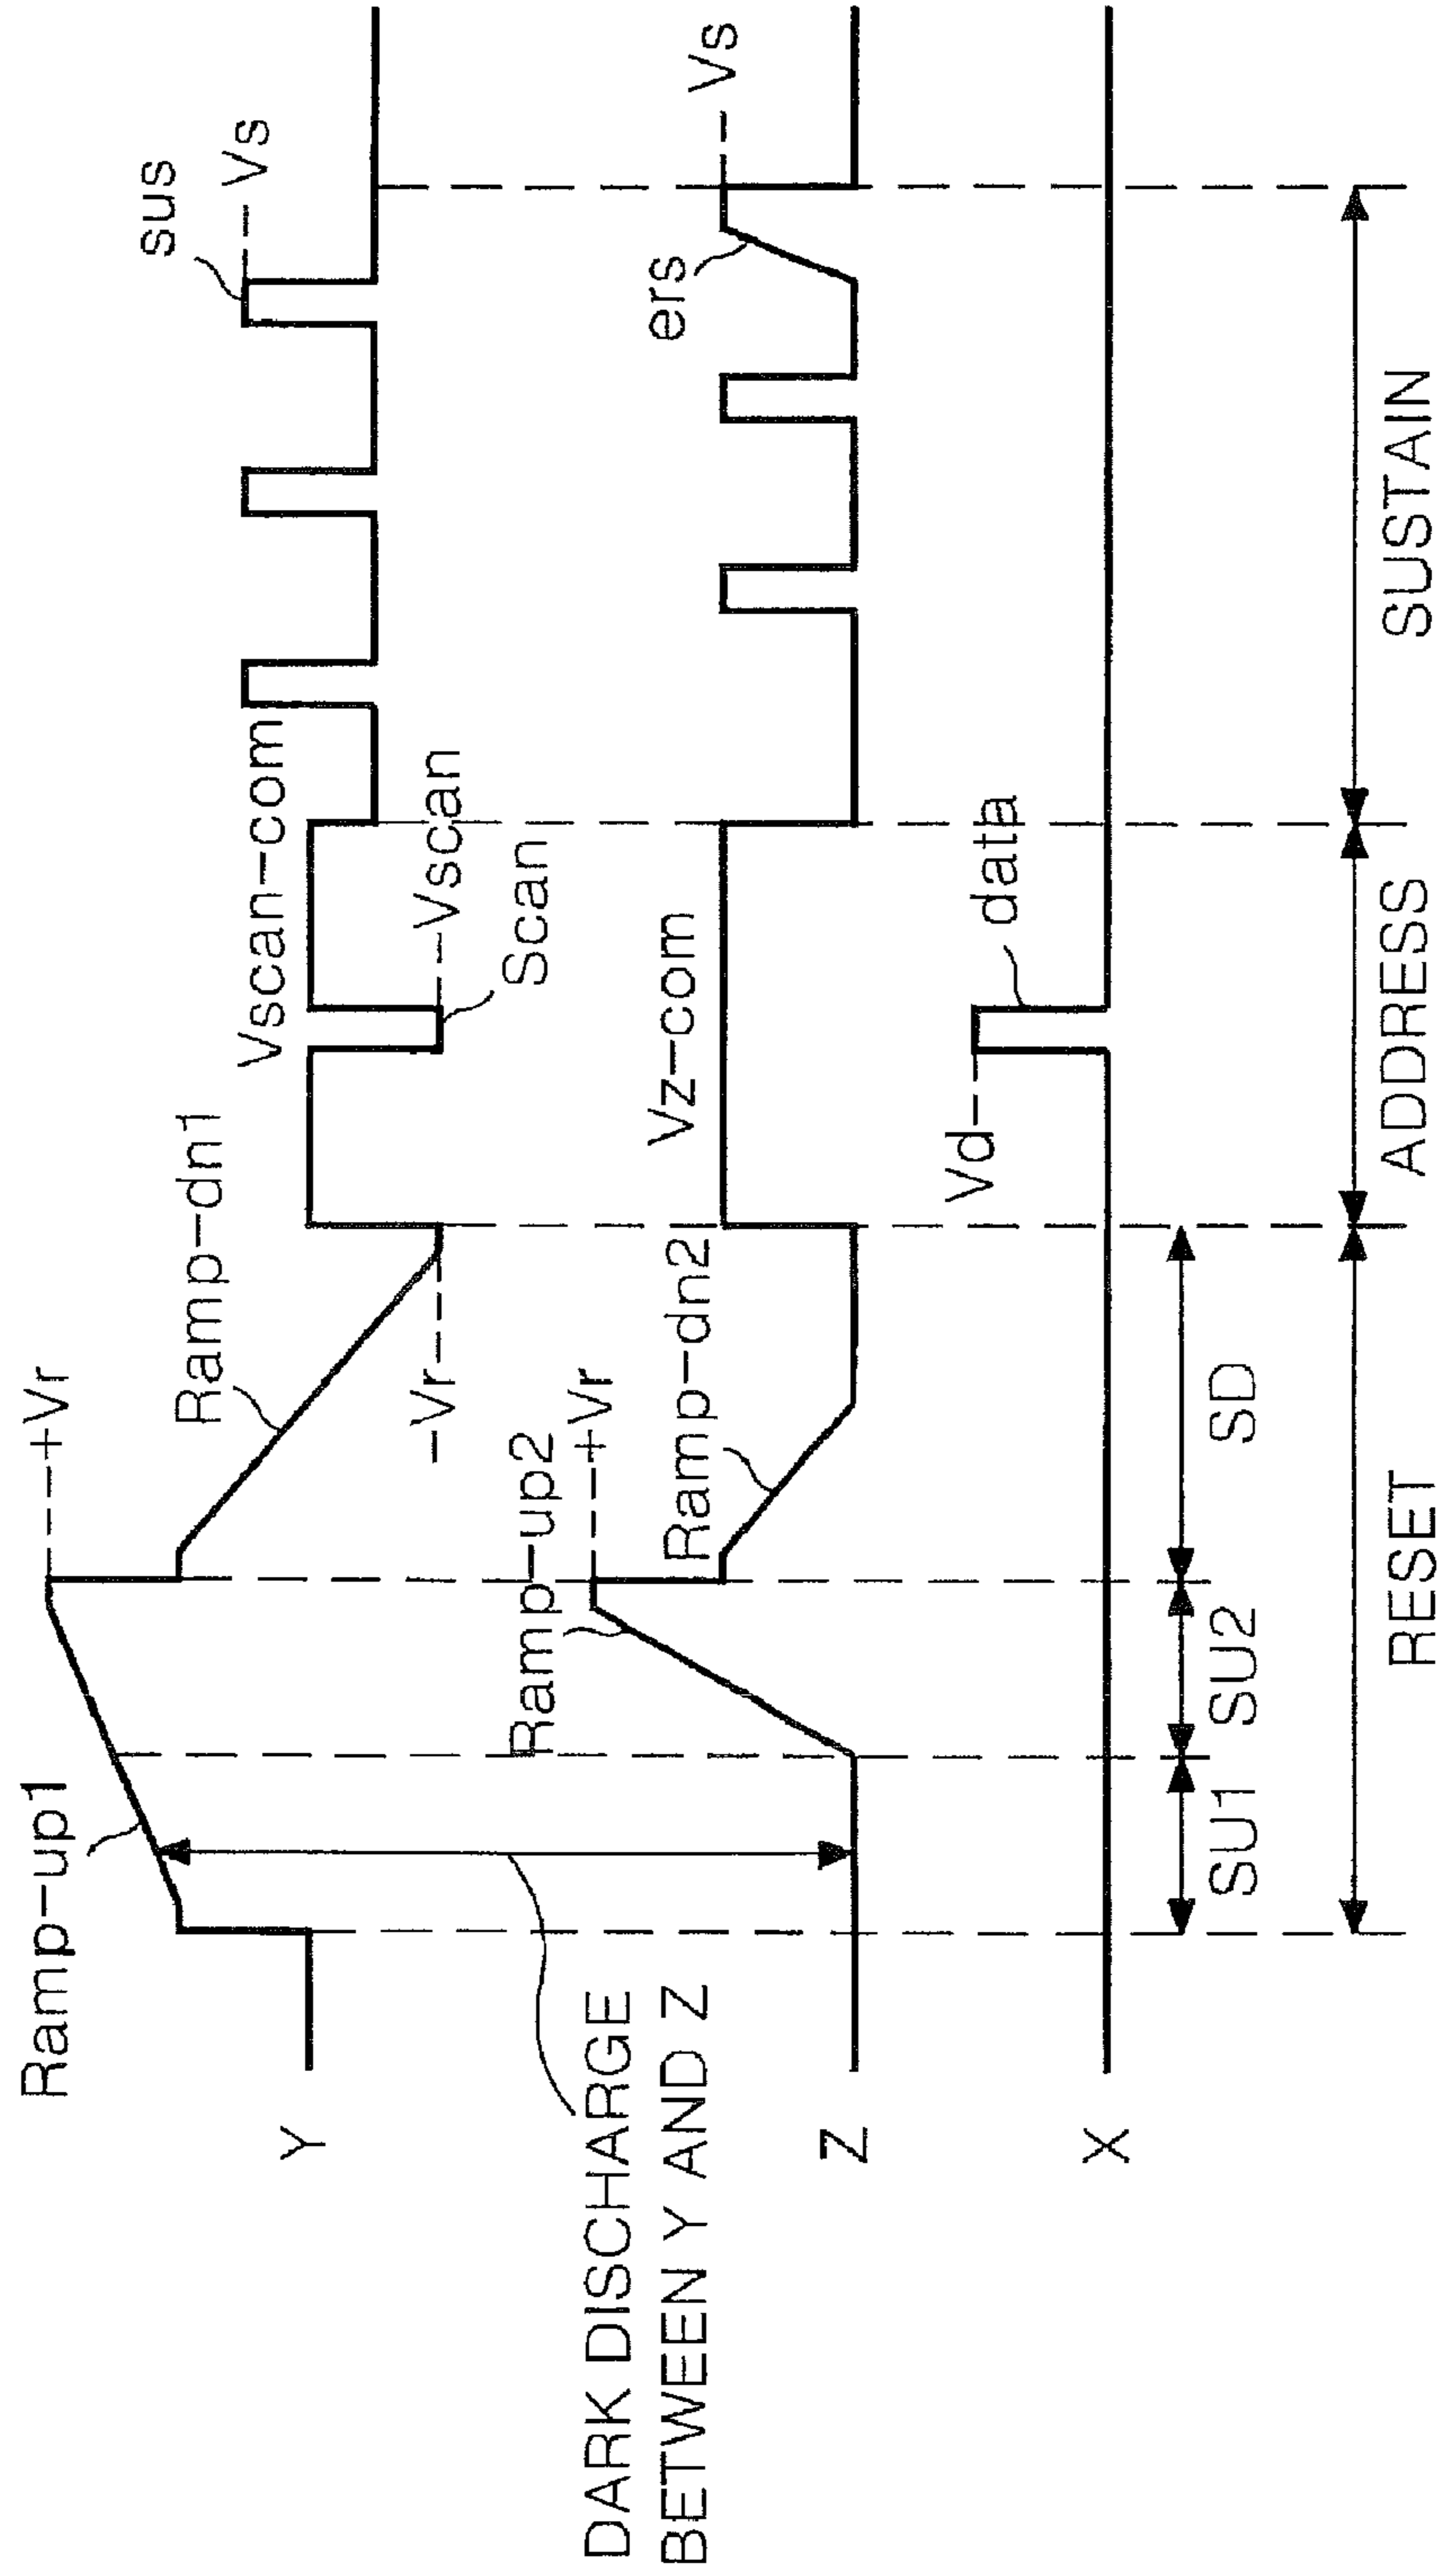 Ramp-up1
+Vr
Ramp-dn1
-Vr
Vscan-com
-Vscan
Scan
sus
Vs
Y
DARK DISCHARGE
BETWEEN Y AND Z
Ramp-up2
+Vr
Ramp-dn2
Vz-com
ers
Vs
Z
Vd
data
X
SU1
SU2
SD
RESET
ADDRESS
SUSTAIN